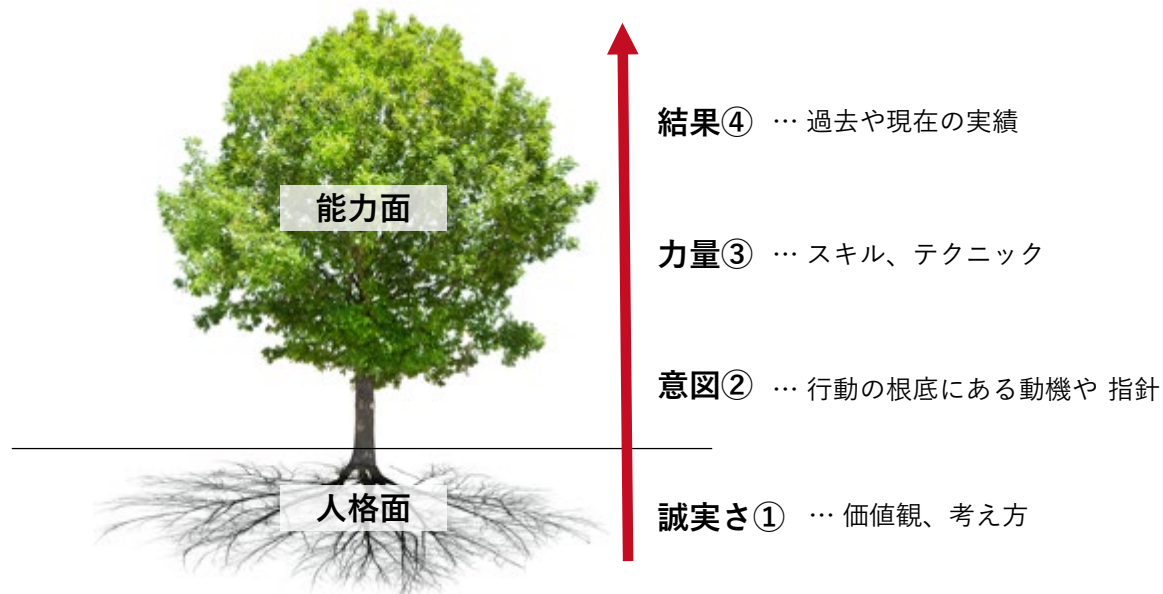 結果④ … 過去や現在の実績
能力面
力量③ … スキル、テクニック
意図② … 行動の根底にある動機や 指針
人格面
誠実さ① … 価値観、考え方